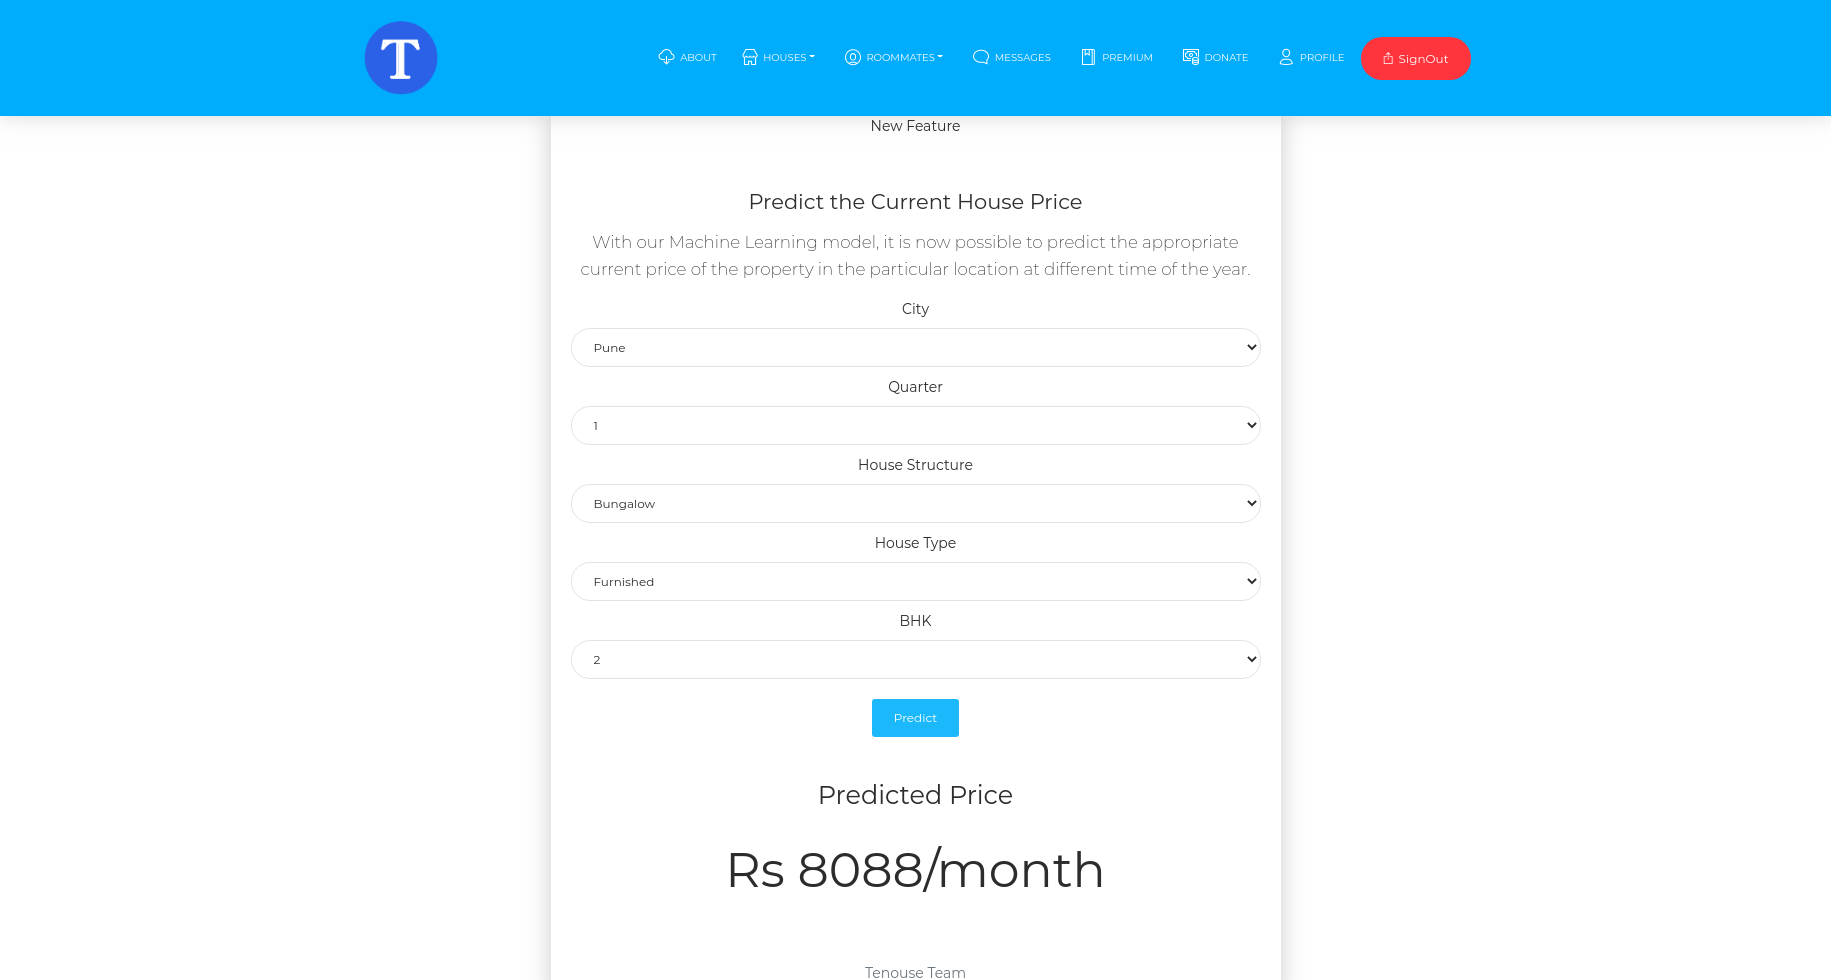 T
ABOUT
HOUSES
ROOMMATES
MESSAGES
PREMIUM
DONATE
PROFILE
SignOut
New Feature
Predict the Current House Price
With our Machine Learning model, it is now possible to predict the appropriate
current price of the property in the particular location at different time of the year.
City
Pune
Quarter
1
House Structure
Bungalow
House Type
Furnished
BHK
2
Predict
Predicted Price
Rs 8088/month
Tenouse Team